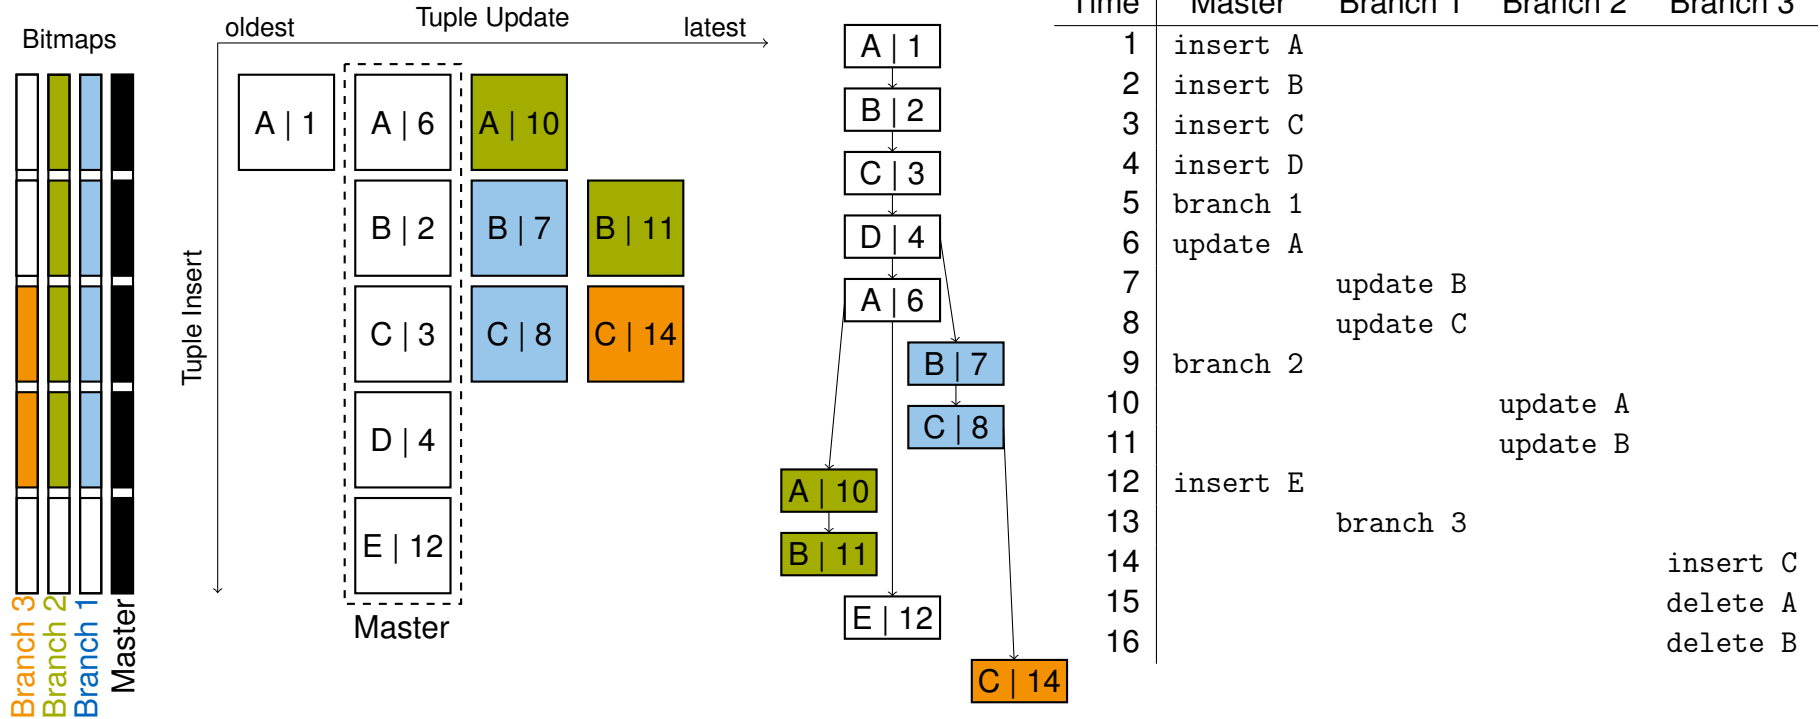 Bitmaps
Branch 3
Branch 2
Branch 1
Master
oldest
Tuple Update
latest
Tuple Insert
A | 1
A | 6
A | 10
B | 2
B | 7
B | 11
C | 3
C | 8
C | 14
D | 4
E | 12
Master
A | 1
B | 2
C | 3
D | 4
A | 6
B | 7
C | 8
A | 10
B | 11
E | 12
C | 14
Time Master Branch 1 Branch 2 Branch 3
1 insert A
2 insert B
3 insert C
4 insert D
5 branch 1
6 update A
7 update B
8 update C
9 branch 2
10 update A
11 update B
12 insert E
13 branch 3
14 insert C
15 delete A
16 delete B